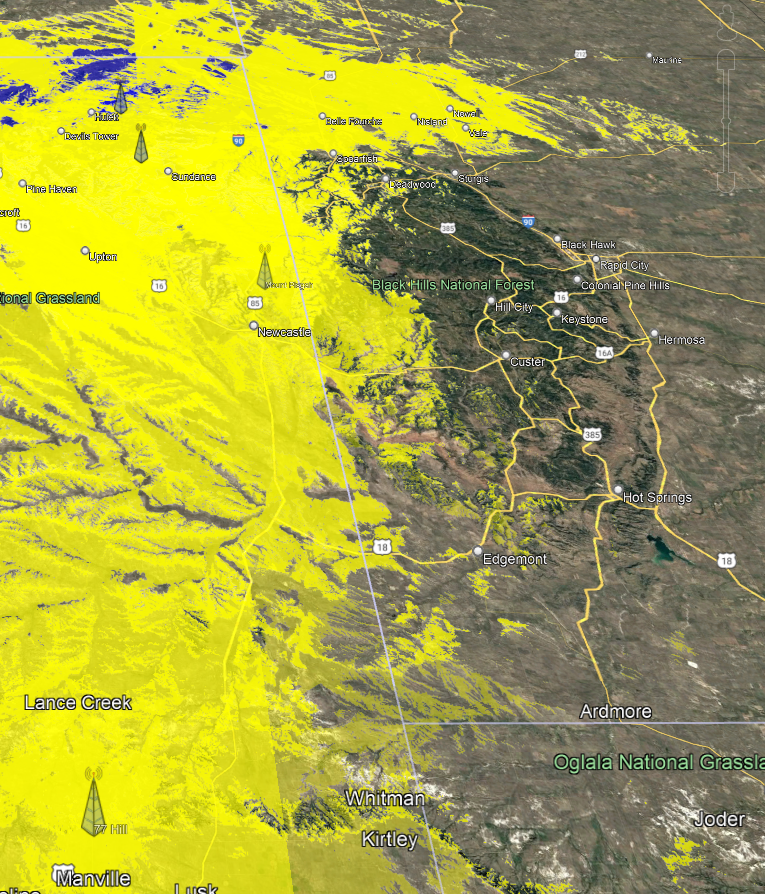 212
Maurine
85
Newell
Hulett
Belle Fourche
Nisland
Vale
Devils Tower
90
Spearfish
Sundance
Deadwood
Sturgis
Pine Haven
croft
16
385
90
Black Hawk
Upton
Rapid City
Black Hills National Forest
Colonial Pine Hills
16
ional Grassland
85
Hill City
16
Keystone
Newcastle
Hermosa
16A
Custer
385
Hot Springs
18
Edgemont
18
Lance Creek
Ardmore
Oglala National Grassla
Whitman
Joder
77 Hill
Kirtley
Manville
Lusk